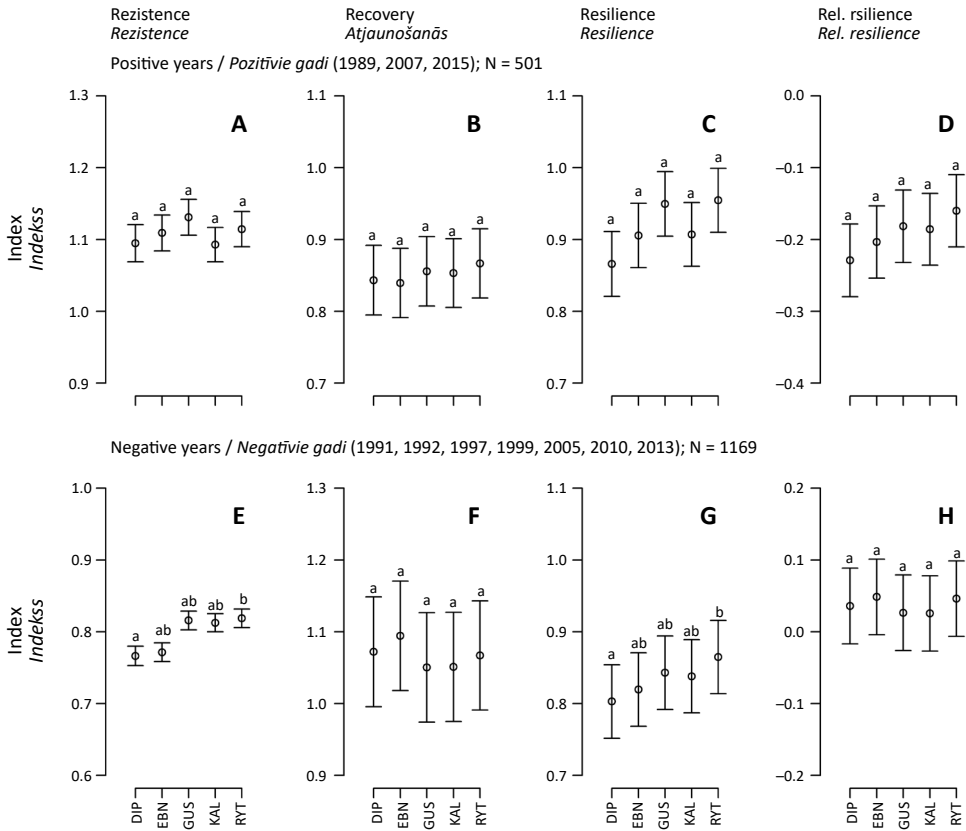 Rezistence Recovery Resilience Rel. rsilience
Rezistence Atjaunošanās Resilience Rel. resilience
Positive years / Pozitīvie gadi (1989, 2007, 2015); N = 501
Index
Indekss
1.3
1.2
1.1
1.0
0.9
A
a a a a a
1.1
1.0
0.9
0.8
0.7
B
a a a a a
1.1
1.0
0.9
0.8
0.7
C
a a a a a
0.0
–0.1
–0.2
–0.3
–0.4
D
a a a a a
Negative years / Negatīvie gadi (1991, 1992, 1997, 1999, 2005, 2010, 2013); N = 1169
Index
Indekss
1.0
0.9
0.8
0.7
0.6
E
a ab ab ab b
DIP EBN GUS KAL RYT
1.3
1.2
1.1
1.0
0.9
F
a a a a a
DIP EBN GUS KAL RYT
1.1
1.0
0.9
0.8
0.7
G
a ab ab ab b
DIP EBN GUS KAL RYT
0.2
0.1
0.0
–0.1
–0.2
H
a a a a a
DIP EBN GUS KAL RYT